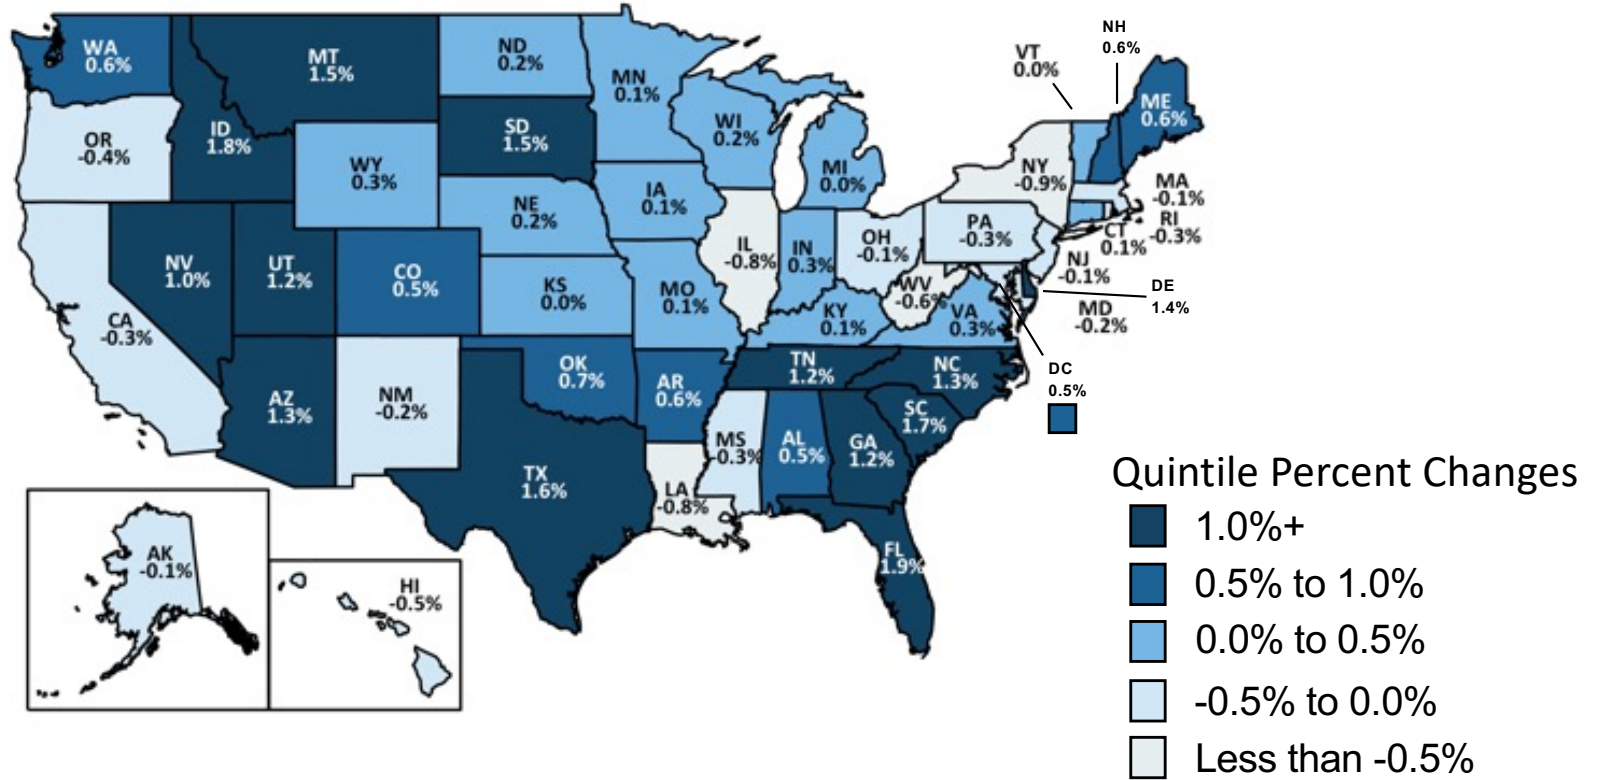 WA
0.6%
MT
1.5%
ND
0.2%
MN
0.1%
VT
0.0%
NH
0.6%
ME
0.6%
OR
-0.4%
ID
1.8%
SD
1.5%
WI
0.2%
WY
0.3%
MI
0.0%
NY
-0.9%
MA
-0.1%
NE
0.2%
IA
0.1%
PA
-0.3%
CT
0.1%
RI
-0.3%
NV
1.0%
UT
1.2%
CO
0.5%
IL
-0.8%
IN
0.3%
OH
-0.1%
NJ
-0.1%
DE
1.4%
KS
0.0%
MO
0.1%
WV
-0.6%
MD
-0.2%
CA
-0.3%
KY
0.1%
VA
0.3%
DC
0.5%
OK
0.7%
TN
1.2%
NC
1.3%
AZ
1.3%
NM
-0.2%
AR
0.6%
SC
1.7%
MS
-0.3%
AL
0.5%
GA
1.2%
TX
1.6%
LA
-0.8%
FL
1.9%
AK
-0.1%
HI
-0.5%
Quintile Percent Changes
1.0%+
0.5% to 1.0%
0.0% to 0.5%
-0.5% to 0.0%
Less than -0.5%